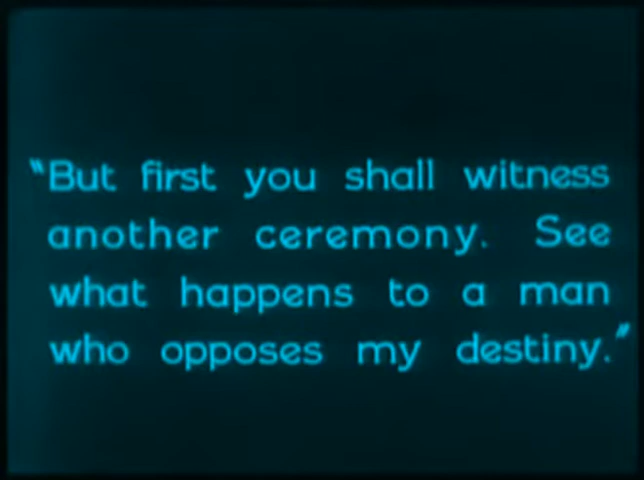 "But first you shall witness
another ceremony. See
what happens to a man
who opposes my destiny."